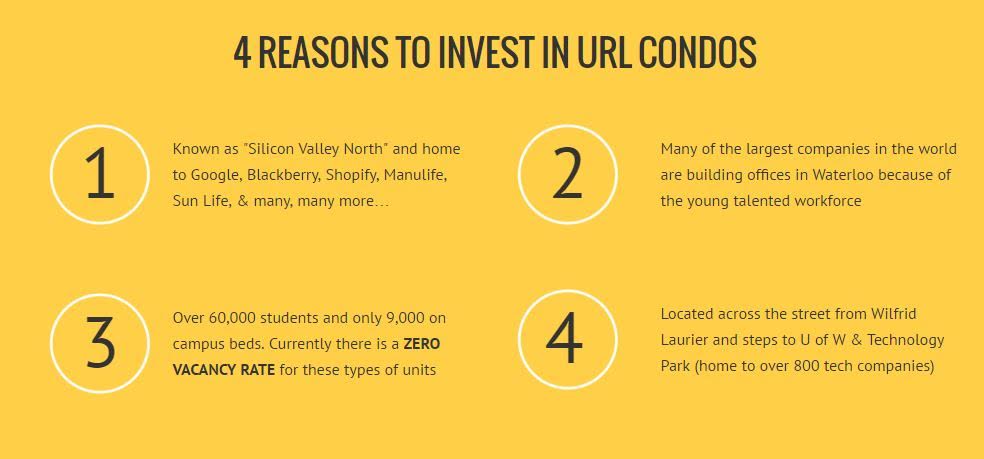 4 REASONS TO INVEST IN URL CONDOS
1
Known as "Silicon Valley North" and home
to Google, Blackberry, Shopify, Manulife,
Sun Life, & many, many more...
2
Many of the largest companies in the world
are building offices in Waterloo because of
the young talented workforce
3
Over 60,000 students and only 9,000 on
campus beds. Currently there is a ZERO
VACANCY RATE for these types of units
4
Located across the street from Wilfrid
Laurier and steps to U of W & Technology
Park (home to over 800 tech companies)